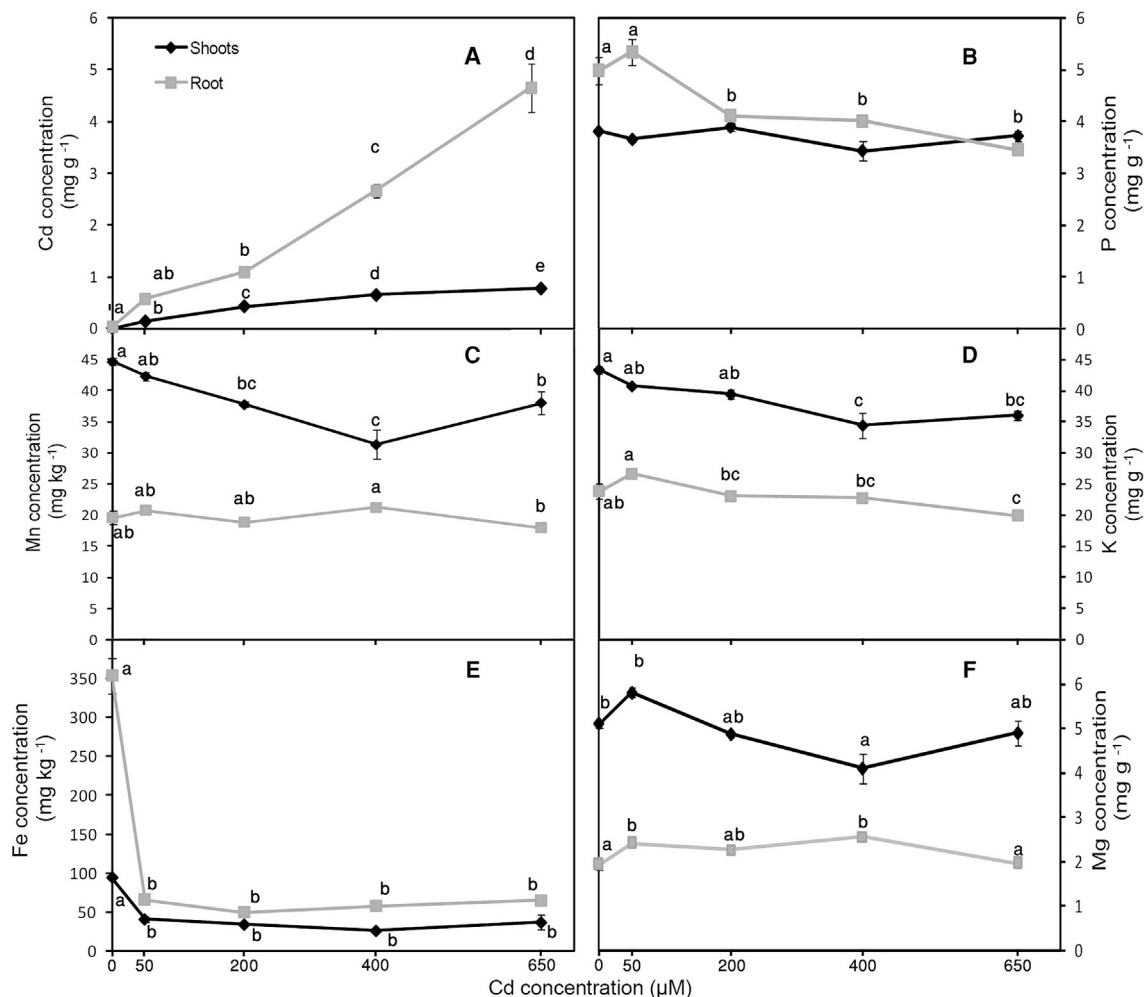 6 6
Shoots A a B
Root d a
5 5
b b b
4 4
c
3 3
2 b 2
ab
1 d e 1
c
'a b
0 0
Cd concentration
(mg g -1)
P concentration
(mg g -1)
45 a ab C a D 45
40 bc b ab ab 40
35 c bc 35
30 c a 30
25 ab ab a bc bc 25
20 b ab c 20
15 ab 15
10 10
5 5
0 0
Mn concentration
(mg kg -1)
K concentration
(mg g -1)
350 a E b F
300 b ab ab 6
250 a 5
200 4
150 b ab b 3
100 a a 2
50 b b b b 1
a b b b b
0 0
Fe concentration
(mg kg -1)
Mg concentration
(mg g -1)
0 50 200 400 650 0 50 200 400 650
Cd concentration (µM)